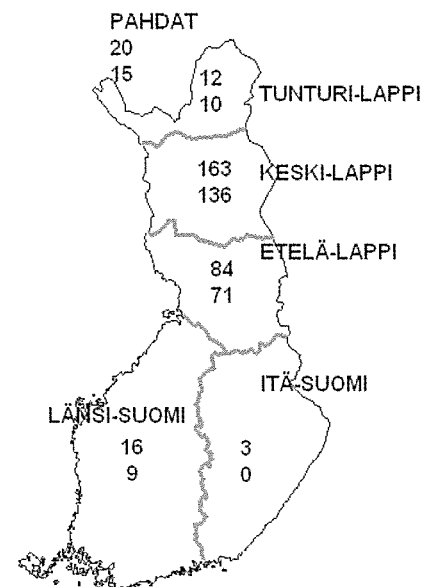 PAHDAT
20
15
12
10
TUNTURI-LAPPI
163
136
KESKI-LAPPI
ETELÄ-LAPPI
84
71
ITÄ-SUOMI
LÄNSI-SUOMI
16
9
3
0